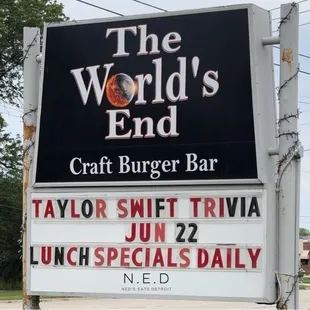 The
World's
End
Craft Burger Bar
TAYLOR SWIFT TRIVIA
JUN 22
LUNCH SPECIALS DAILY
N.E.D
NED'S EATS DETROIT